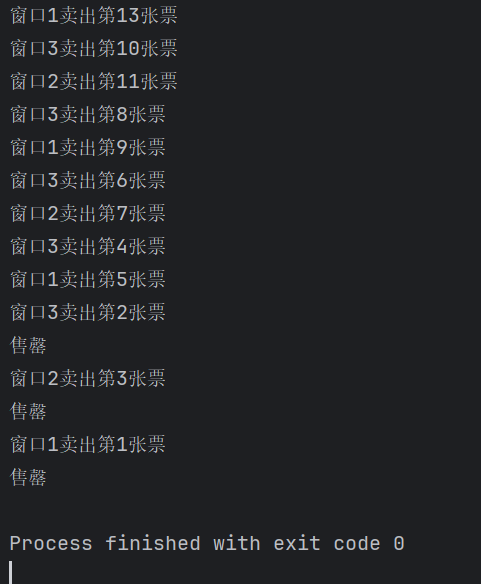 窗口1卖出第13张票
窗口3卖出第10张票
窗口2卖出第11张票
窗口3卖出第8张票
窗口1卖出第9张票
窗口3卖出第6张票
窗口2卖出第7张票
窗口3卖出第4张票
窗口1卖出第5张票
窗口3卖出第2张票
售罄
窗口2卖出第3张票
售罄
窗口1卖出第1张票
售罄
Process finished with exit code 0